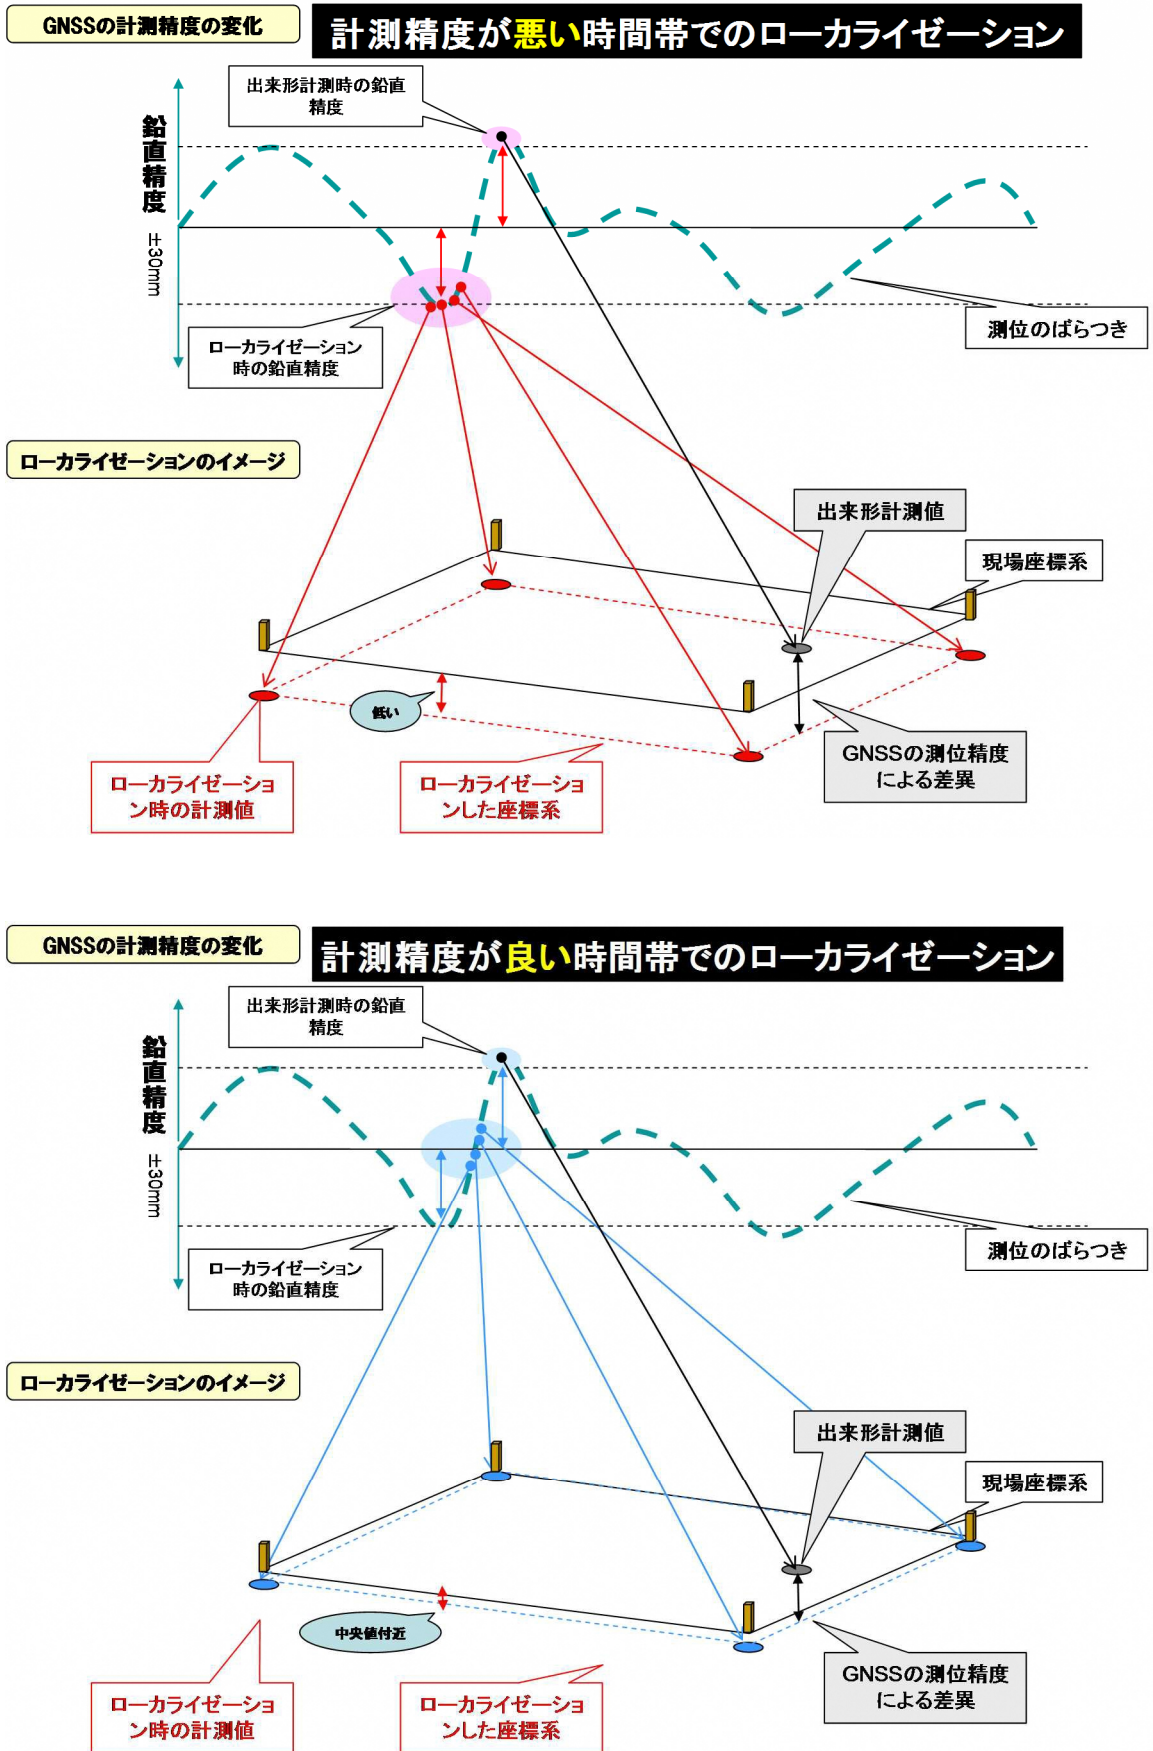 GNSSの計測精度の変化
計測精度が悪い時間帯でのローカライゼーション
出来形計測時の鉛直
精度
鉛直精度
±30mm
ローカライゼーション
時の鉛直精度
測位のばらつき
ローカライゼーションのイメージ
出来形計測値
現場座標系
低い
GNSSの測位精度
による差異
ローカライゼーショ
ン時の計測値
ローカライゼーショ
ンした座標系
GNSSの計測精度の変化
計測精度が良い時間帯でのローカライゼーション
出来形計測時の鉛直
精度
鉛直精度
±30mm
ローカライゼーション
時の鉛直精度
測位のばらつき
ローカライゼーションのイメージ
出来形計測値
現場座標系
中央値付近
GNSSの測位精度
による差異
ローカライゼーショ
ン時の計測値
ローカライゼーショ
ンした座標系